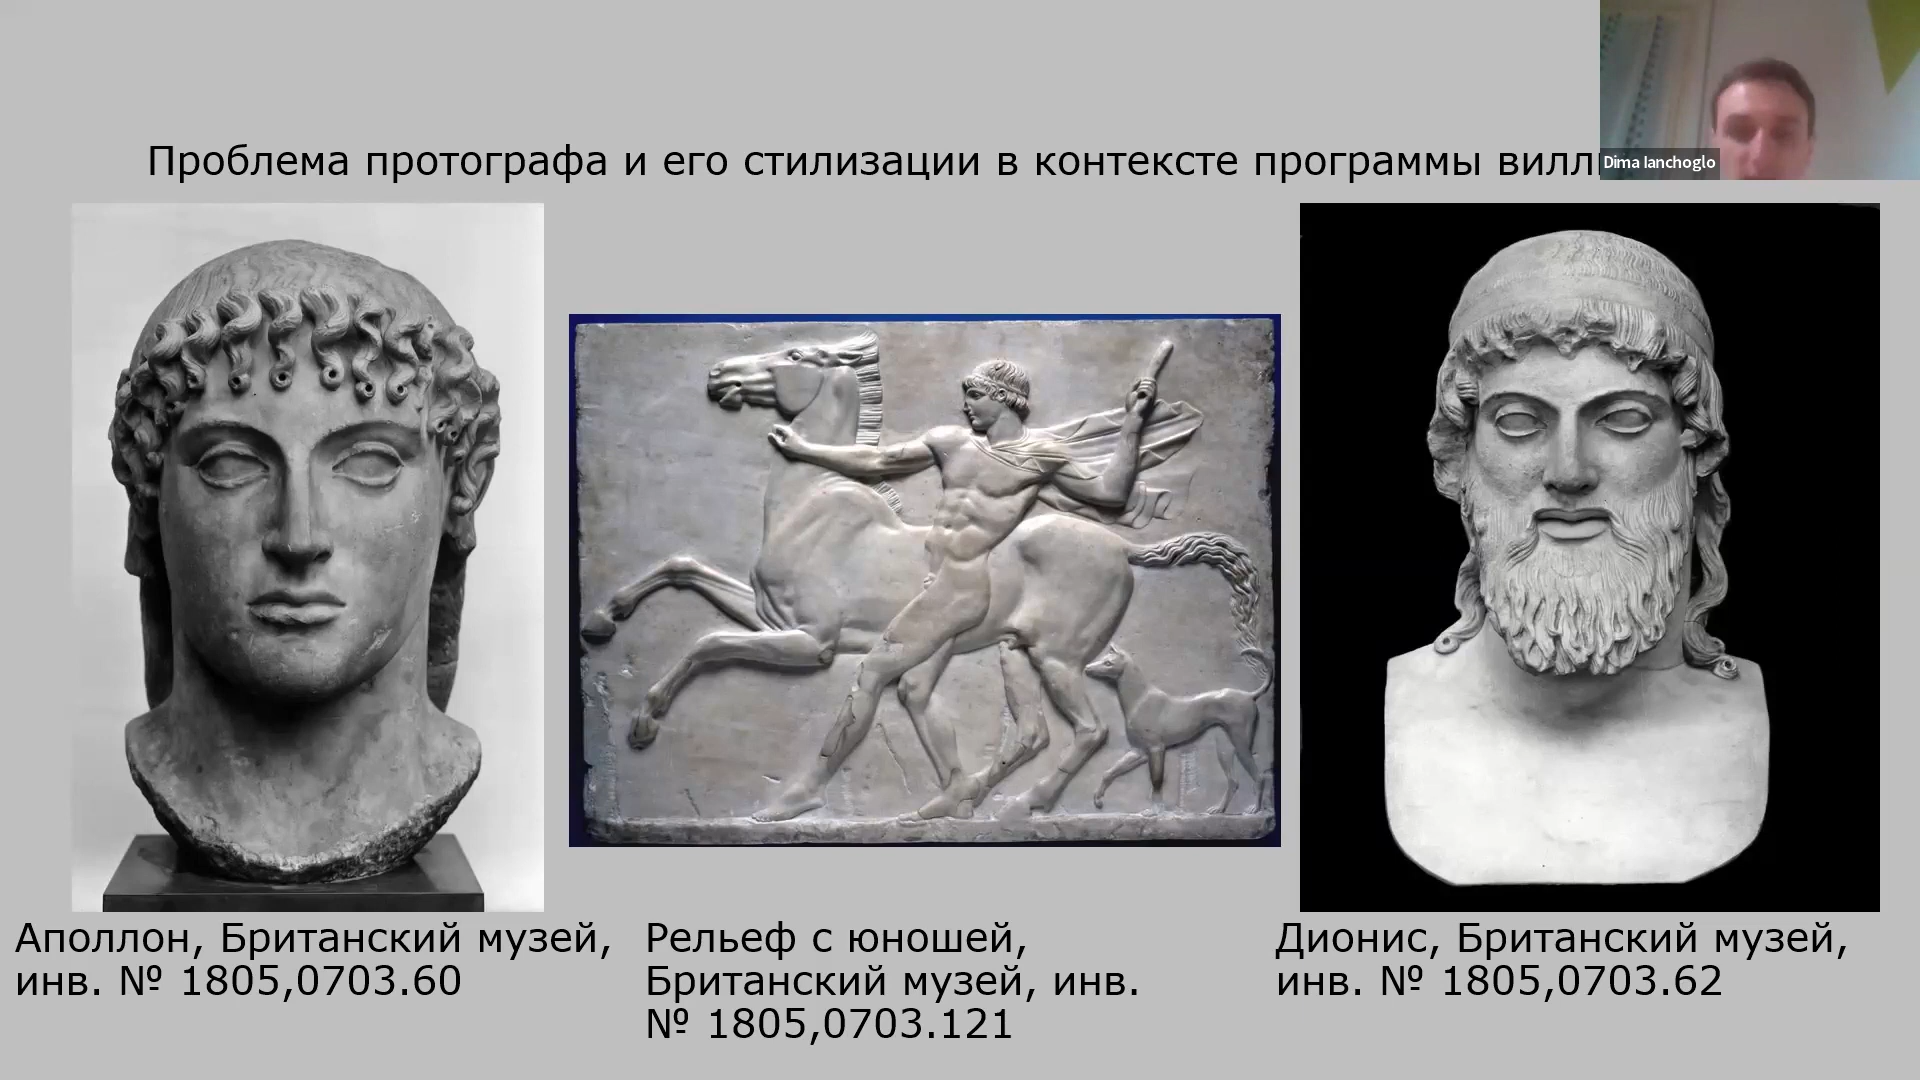 Проблема протографа и его стилизации в контексте программы
Dima Ianchoglo
Аполлон, Британский музей,
инв. № 1805,0703.60
Рельеф с юношей,
Британский музей, инв.
№ 1805,0703.121
Дионис, Британский музей,
инв. № 1805,0703.62